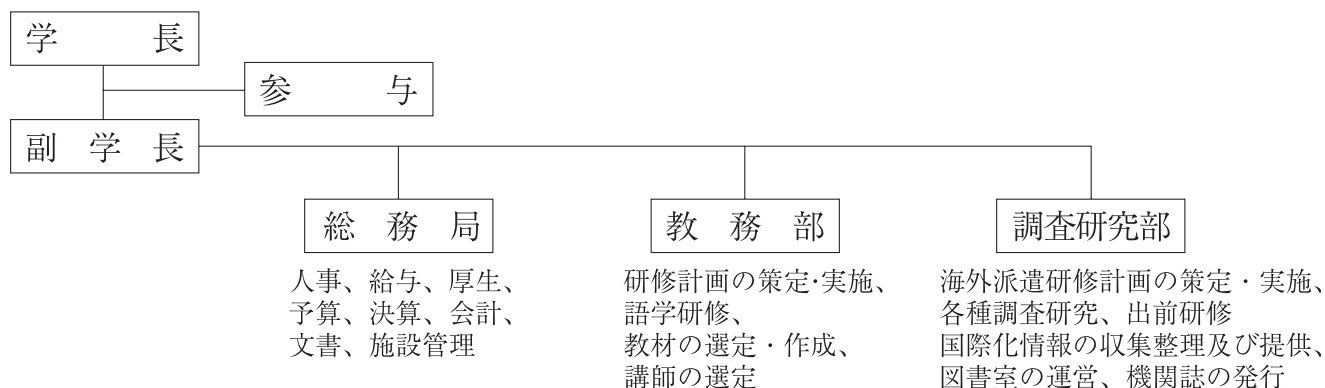 学長
参与
副学長
総務局
人事、給与、厚生、
予算、決算、会計、
文書、施設管理
教務部
研修計画の策定・実施、
語学研修、
教材の選定・作成、
講師の選定
調査研究部
海外派遣研修計画の策定・実施、
各種調査研究、出前研修
国際化情報の収集整理及び提供、
図書室の運営、機関誌の発行